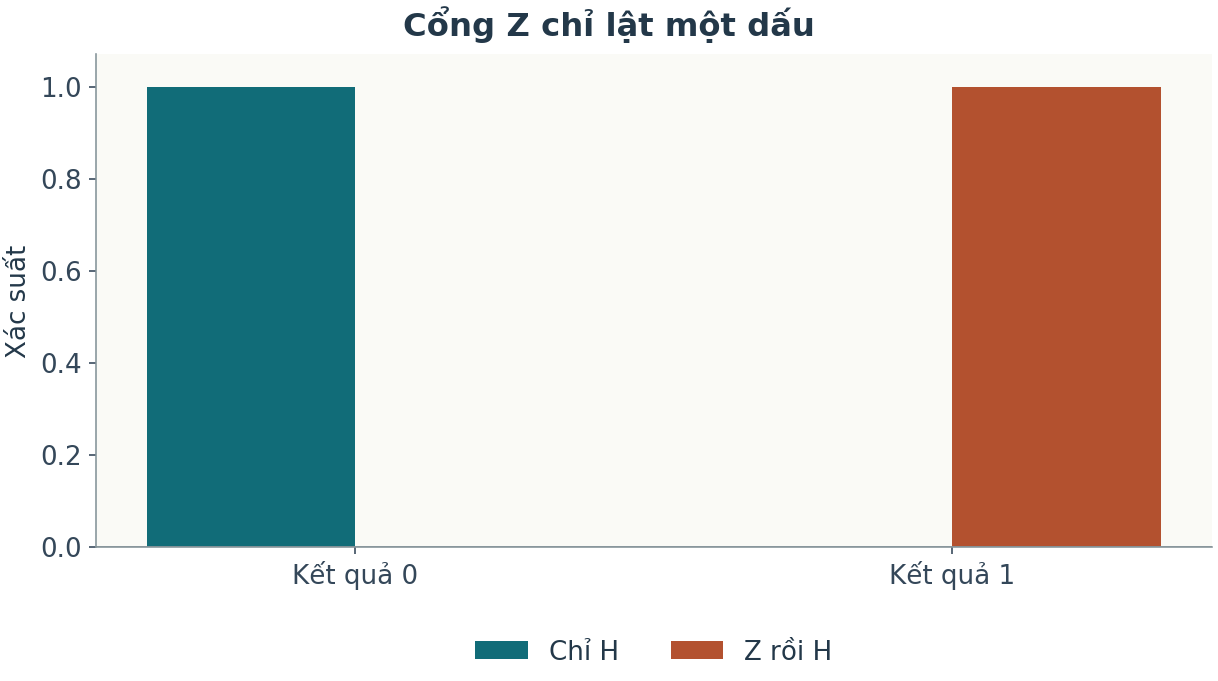 Cổng Z chỉ lật một dấu
Xác suất
1.0
0.8
0.6
0.4
0.2
0.0
Kết quả 0
Kết quả 1
Chỉ H
Z rồi H